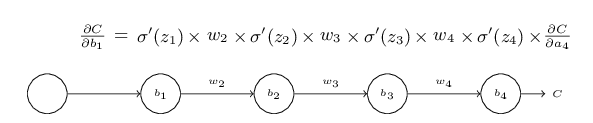 ∂C/∂b₁ = σ′(z₁) × w₂ × σ′(z₂) × w₃ × σ′(z₃) × w₄ × σ′(z₄) × ∂C/∂a₄
w₂ w₃ w₄
b₁ b₂ b₃ b₄ C